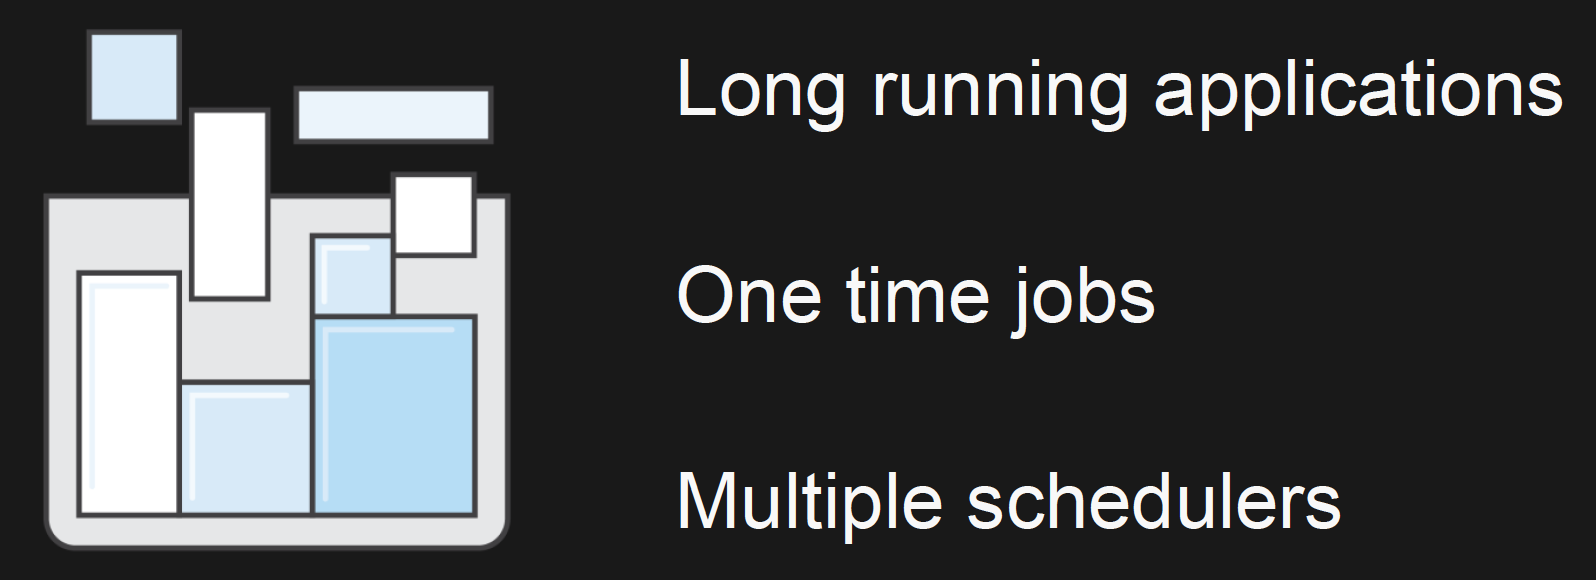 Long running applications
One time jobs
Multiple schedulers